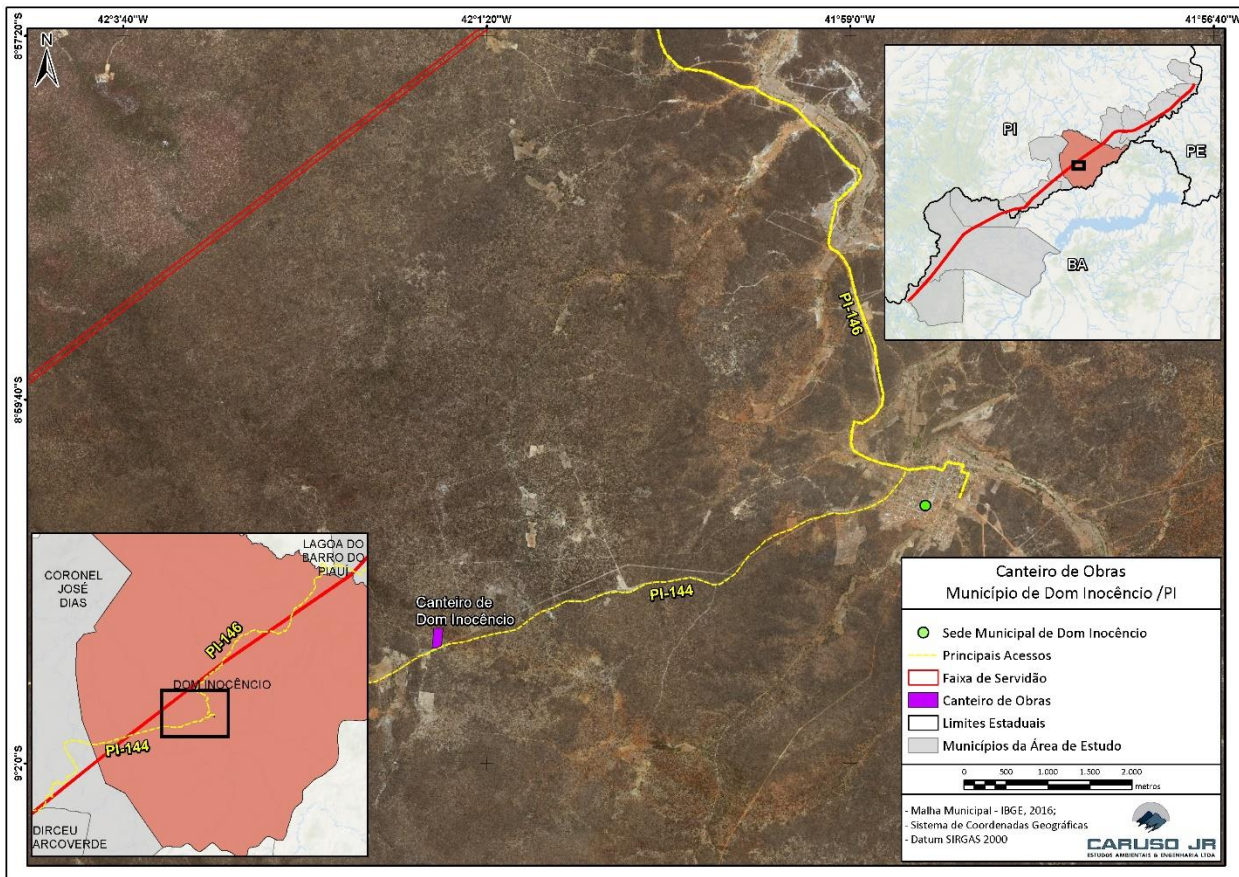 42°3'40"W
42°1'20"W
41°59'0"W
41°56'40"W
8°57'20"S
8°59'40"S
9°2'0"S
N
PI
PE
BA
PI-146
PI-144
Canteiro de
Dom Inocêncio
LAGOA DO
BARRO DO
PIAUÍ
CORONEL
JOSÉ
DIAS
PI-146
DOM INOCÊNCIO
PI-144
DIRCEU
ARCOVERDE
Canteiro de Obras
Município de Dom Inocêncio /PI
Sede Municipal de Dom Inocêncio
Principais Acessos
Faixa de Servidão
Canteiro de Obras
Limites Estaduais
Municípios da Área de Estudo
0 500 1.000 1.500 2.000
metros
- Malha Municipal - IBGE, 2016;
- Sistema de Coordenadas Geográficas
- Datum SIRGAS 2000
CARUSO JR
ESTUDOS AMBIENTAIS & ENGENHARIA LTDA